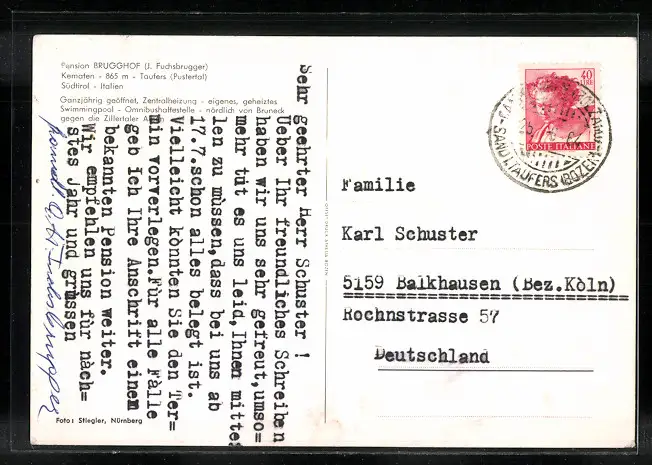 Pension BRUGGHOF (J. Fuchsbrugger)
Kematen - 865 m - Taufers (Pustertal)
Südtirol - Italien
Ganzjährig geöffnet, Zentralheizung - eigenes, geheiztes
Swimmingpool - Omnibushaltestelle - nördlich von Bruneck
gegen die Zillertaler
Sehr geehrter Herr Schuster !
Ueber Ihr freundliches Schreiben
haben wir uns sehr gefreut,umso=
mehr tut es uns leid,Ihnen mittei
len zu müssen,dass bei uns ab
17.7.schon alles belegt ist.
Vielleicht könnten Sie den Ter=
min vorverlegen.Für alle Fälle
geb ich Ihre Anschrift einem
bekannten Pension weiter.
Wir empfehlen uns für näch=
stes Jahr und grüssen
Foto: Stiegler, Nürnberg
40
LIRE
POSTE ITALIANE
SAND I.TAUFERS (BOZEN)
Familie
Karl Schuster
5159 Balkhausen (Bez.Köln)
Rochnstrasse 57
Deutschland